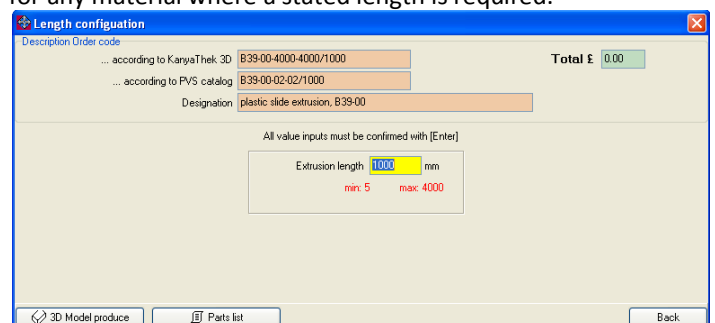 for any material where a stated length is required.
Length configuation
Description Order code
... according to KanyaThek 3D B39-00-4000-4000/1000 Total £ 0.00
... according to PVS catalog B39-00-02-02/1000
Designation plastic slide extrusion, B39-00
All value inputs must be confirmed with [Enter]
Extrusion length 1000 mm
min: 5 max: 4000
3D Model produce Parts list Back